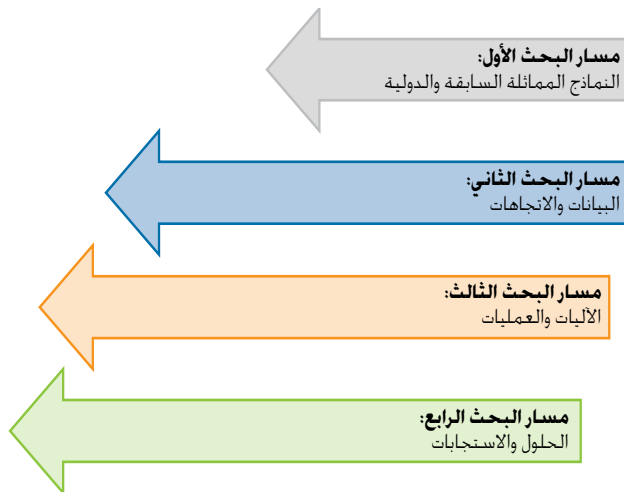 مسار البحث الأول:
النماذج المماثلة السابقة والدولية
مسار البحث الثاني:
البيانات والاتجاهات
مسار البحث الثالث:
الآليات والعمليات
مسار البحث الرابع:
الحلول والاستجابات